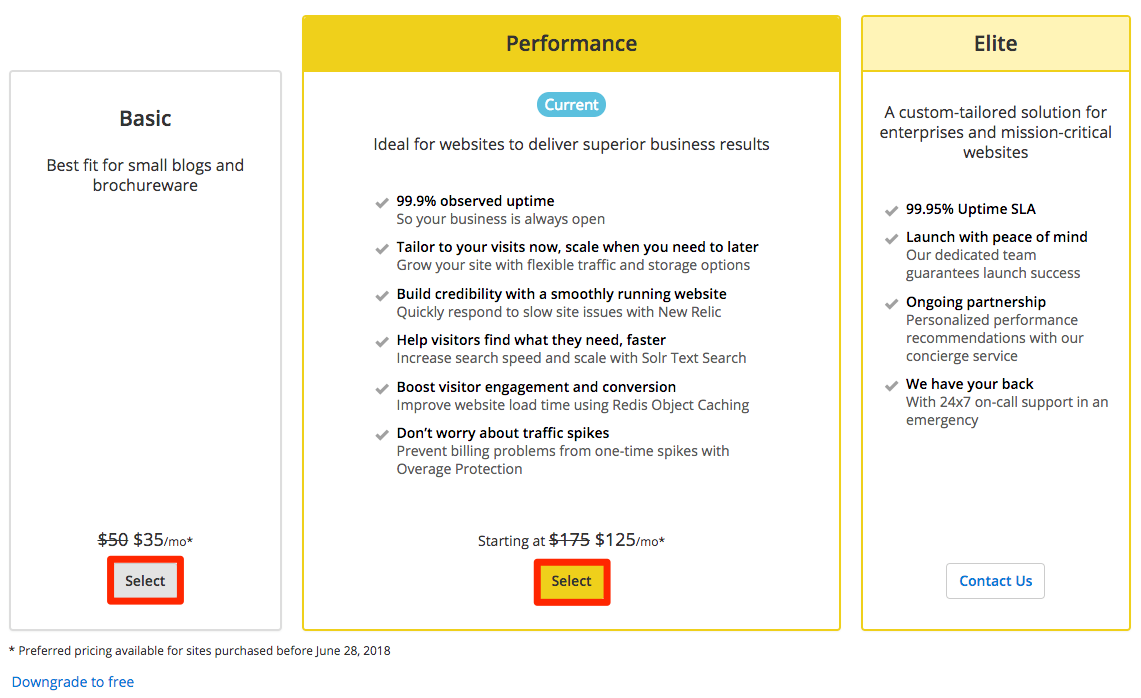 Basic
Best fit for small blogs and
brochureware
$50 $35/mo*
Select
Performance
Current
Ideal for websites to deliver superior business results
99.9% observed uptime
So your business is always open
Tailor to your visits now, scale when you need to later
Grow your site with flexible traffic and storage options
Build credibility with a smoothly running website
Quickly respond to slow site issues with New Relic
Help visitors find what they need, faster
Increase search speed and scale with Solr Text Search
Boost visitor engagement and conversion
Improve website load time using Redis Object Caching
Don’t worry about traffic spikes
Prevent billing problems from one-time spikes with
Overage Protection
Starting at $175 $125/mo*
Select
Elite
A custom-tailored solution for
enterprises and mission-critical
websites
99.95% Uptime SLA
Launch with peace of mind
Our dedicated team
guarantees launch success
Ongoing partnership
Personalized performance
recommendations with our
concierge service
We have your back
With 24x7 on-call support in an
emergency
Contact Us
* Preferred pricing available for sites purchased before June 28, 2018
Downgrade to free